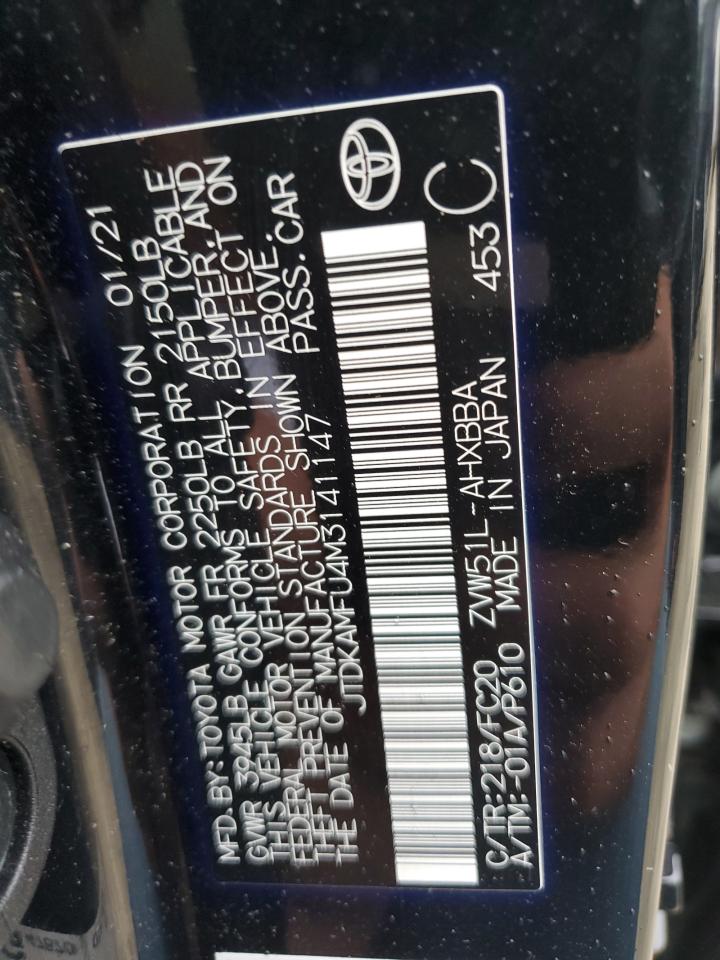 MFD. BY: TOYOTA MOTOR CORPORATION 01/21
GWR 3945LB GAWR FR 2250LB RR 2150LB
THIS VEHICLE CONFORMS TO ALL APPLICABLE
FEDERAL MOTOR VEHICLE SAFETY, BUMPER, AND
THEFT PREVENTION STANDARDS IN EFFECT ON
THE DATE OF MANUFACTURE SHOWN ABOVE.
JTDKAMFU4M3141147 PASS. CAR
C/TR:218/FC20 ZVW51L-AHXBBA
A/TM:-01A/P610 MADE IN JAPAN 453 C